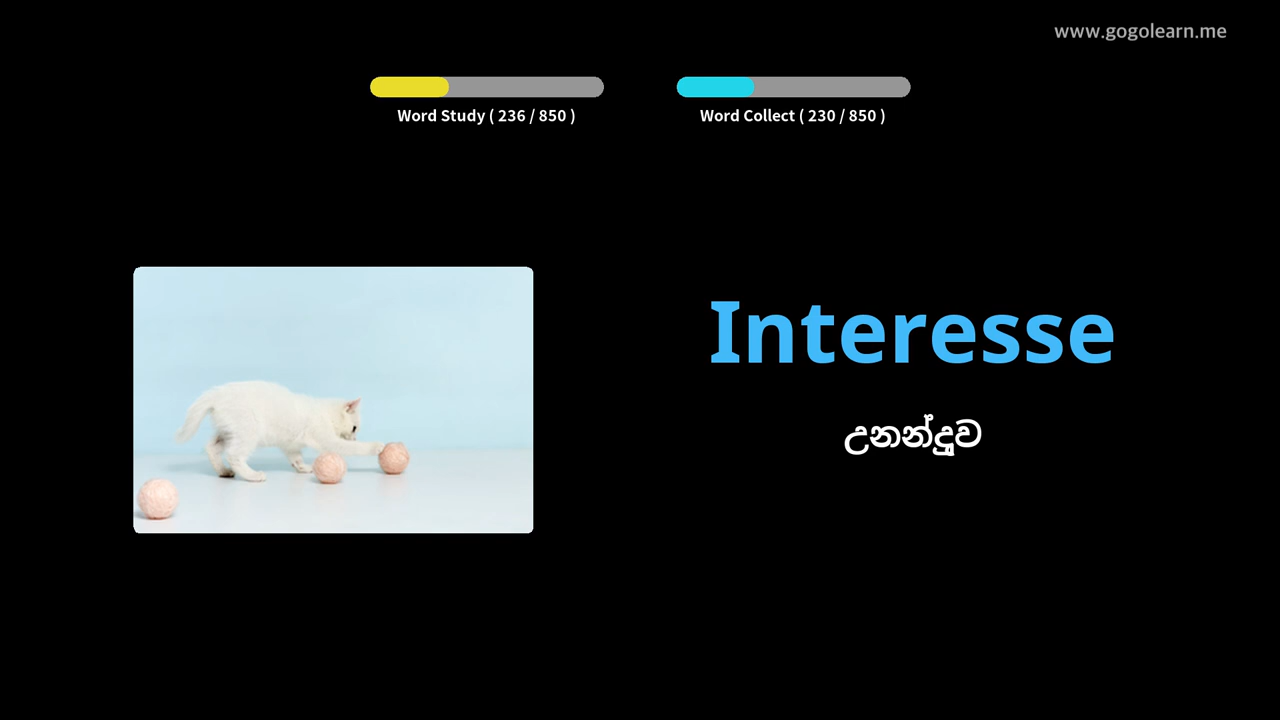 www.gogolearn.me
Word Study ( 236 / 850 )
Word Collect ( 230 / 850 )
Interesse
උනන්දුව